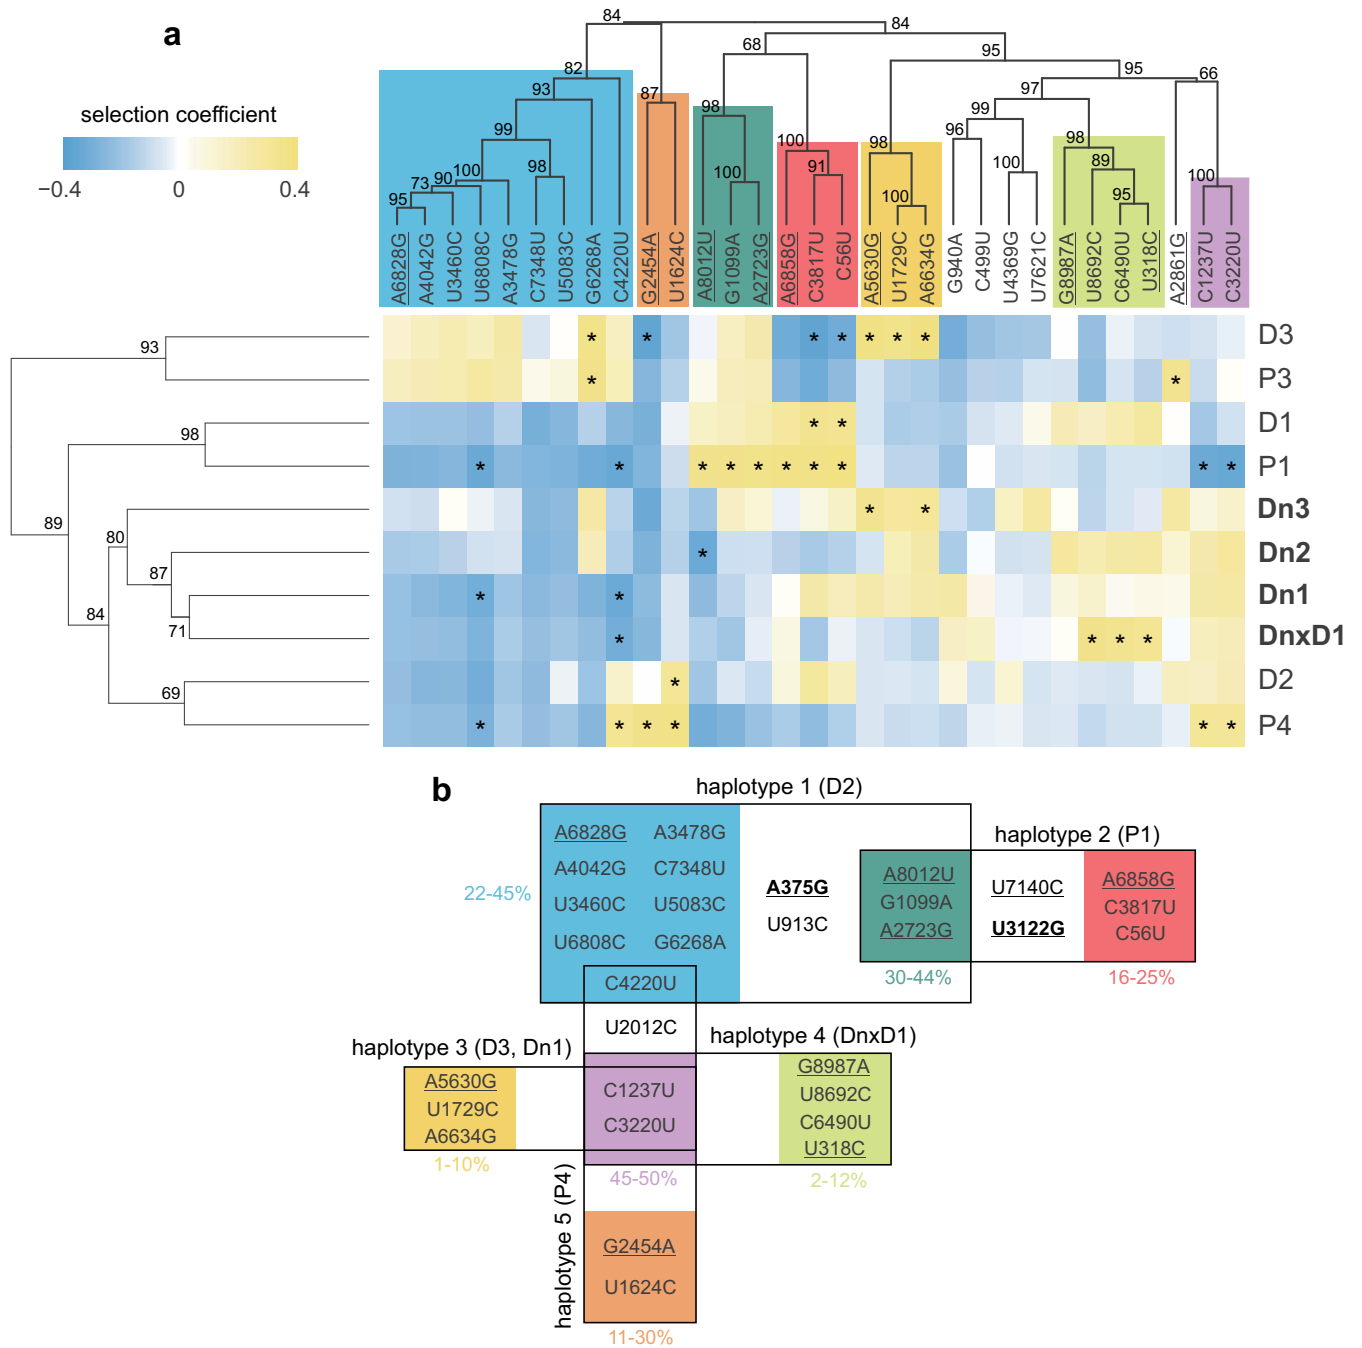 a
selection coefficient
−0.4 0 0.4
84
84
68
95
82
95
66
93
97
87
98
99
99
96
98
100
98
98
89
100
91
73
90
100
98
100
100
100
95
95
100
A6828G
A4042G
U3460C
U6808C
A3478G
C7348U
U5083C
G6268A
C4220U
G2454A
U1624C
A8012U
G1099A
A2723G
A6858G
C3817U
C56U
A5630G
U1729C
A6634G
G940A
C499U
U4369G
U7621C
G8987A
U8692C
C6490U
U318C
A2861G
C1237U
C3220U
93
98
89
80
87
84
71
69
* * * * * * * D3
* * P3
* * D1
* * * * * * * * * * P1
* * Dn3
* Dn2
* * Dn1
* * * * DnxD1
* D2
* * * * * * P4
b
haplotype 1 (D2)
A6828G A3478G
A4042G C7348U
U3460C U5083C
U6808C G6268A
C4220U
22-45%
A375G
U913C
haplotype 2 (P1)
A8012U
G1099A
A2723G
30-44%
U7140C
U3122G
A6858G
C3817U
C56U
16-25%
U2012C
haplotype 3 (D3, Dn1)
A5630G
U1729C
A6634G
1-10%
C1237U
C3220U
45-50%
haplotype 4 (DnxD1)
G8987A
U8692C
C6490U
U318C
2-12%
haplotype 5 (P4)
G2454A
U1624C
11-30%